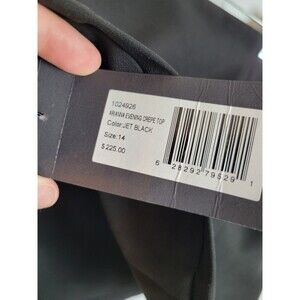 1024926
ARIANNA EVENING CREPE TOP
Color:JET BLACK
Size: 14
$ 225.00
6 28292 79529 1